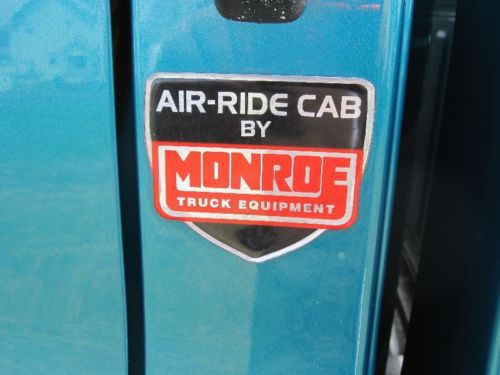 AIR-RIDE CAB
BY
MONROE
TRUCK EQUIPMENT